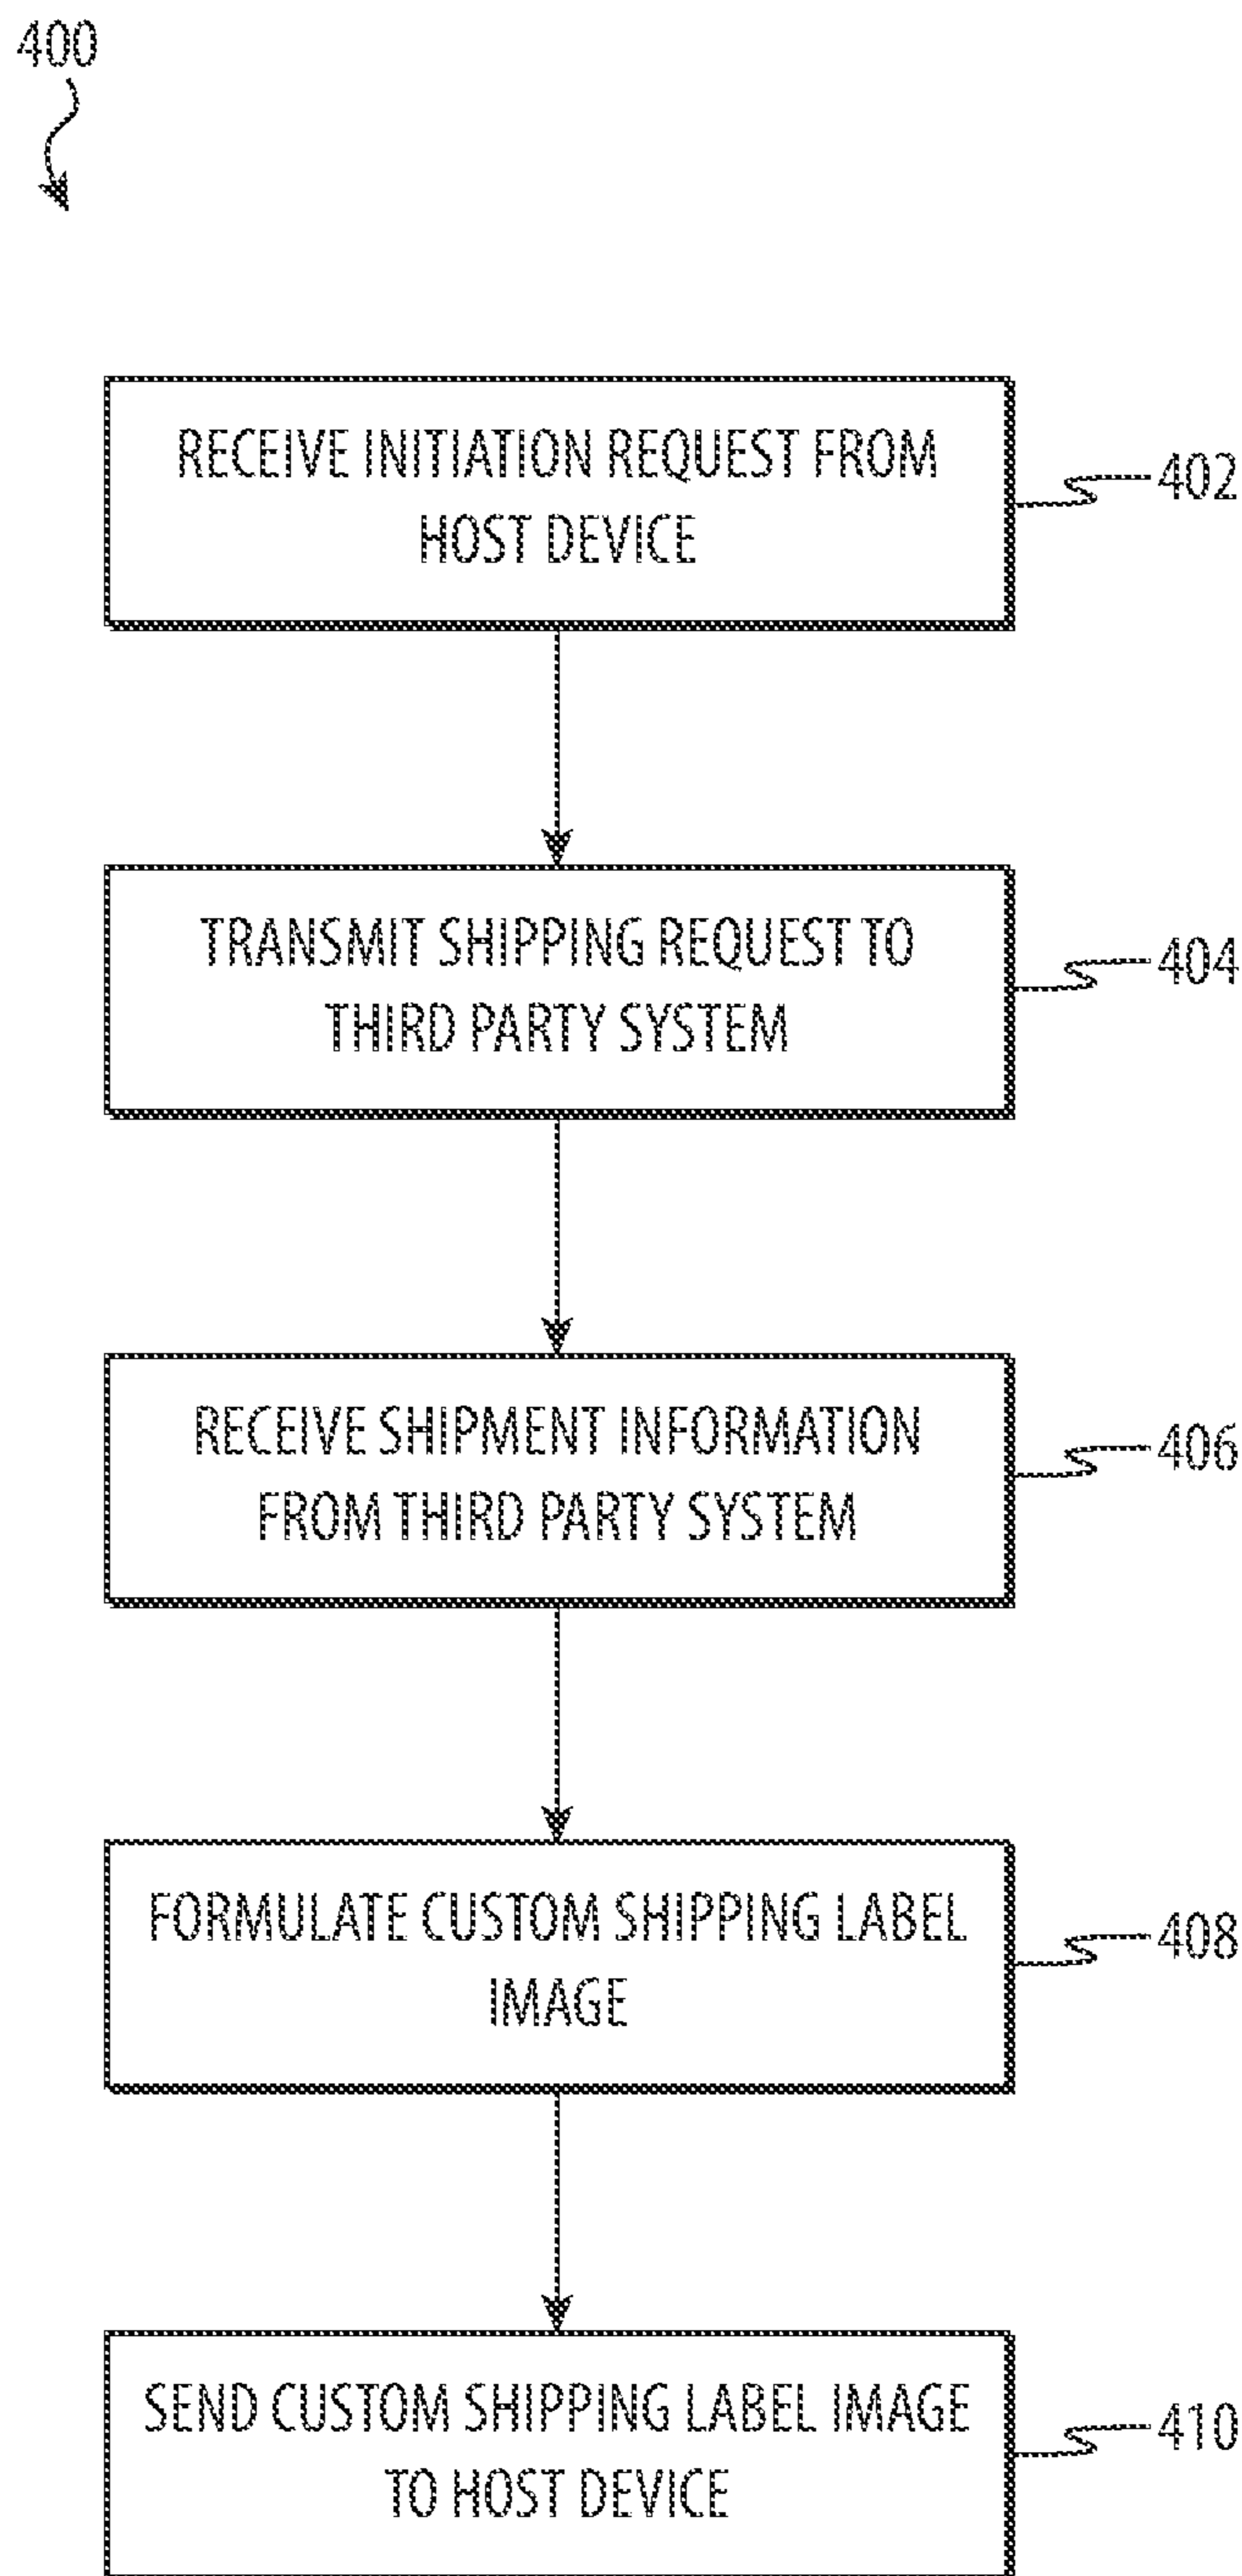 400
RECEIVE INITIATION REQUEST FROM
HOST DEVICE
402
TRANSMIT SHIPPING REQUEST TO
THIRD PARTY SYSTEM
404
RECEIVE SHIPMENT INFORMATION
FROM THIRD PARTY SYSTEM
406
FORMULATE CUSTOM SHIPPING LABEL
IMAGE
408
SEND CUSTOM SHIPPING LABEL IMAGE
TO HOST DEVICE
410